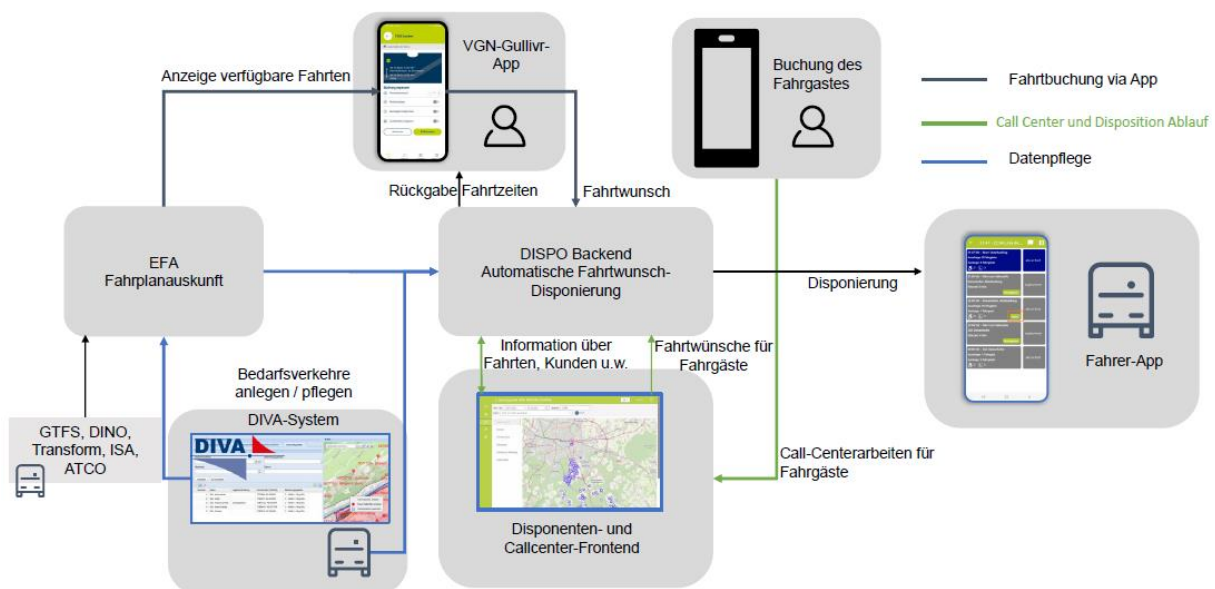 VGN-Gullivr-
App
Buchung des
Fahrgastes
Fahrtbuchung via App
Call Center und Disposition Ablauf
Datenpflege
Anzeige verfügbare Fahrten
Rückgabe Fahrtzeiten
Fahrtwunsch
EFA
Fahrplanauskunft
DISPO Backend
Automatische Fahrtwunsch-
Disponierung
Disponierung
Fahrer-App
Information über
Fahrten, Kunden u.w.
Fahrtwünsche für
Fahrgäste
Bedarfsverkehre
anlegen / pflegen
DIVA-System
DIVA
GTFS, DINO,
Transform, ISA,
ATCO
Call-Centerarbeiten für
Fahrgäste
Disponenten- und
Callcenter-Frontend